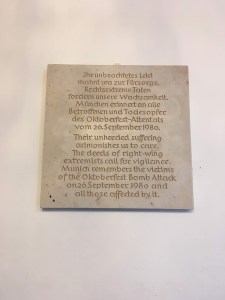 Ihr unbeachtetes Leid
mahnt uns zur Fürsorge.
Rechtsextreme Taten
fordern unsere Wachsamkeit.
München erinnert an alle
Betroffenen und Todesopfer
des Oktoberfest-Attentats
vom 26. September 1980.
Their unheeded suffering
admonishes us to care.
The deeds of right-wing
extremists call for vigilance.
Munich remembers the victims
of the Oktoberfest Bomb Attack
on 26 September 1980 and
all those affected by it.